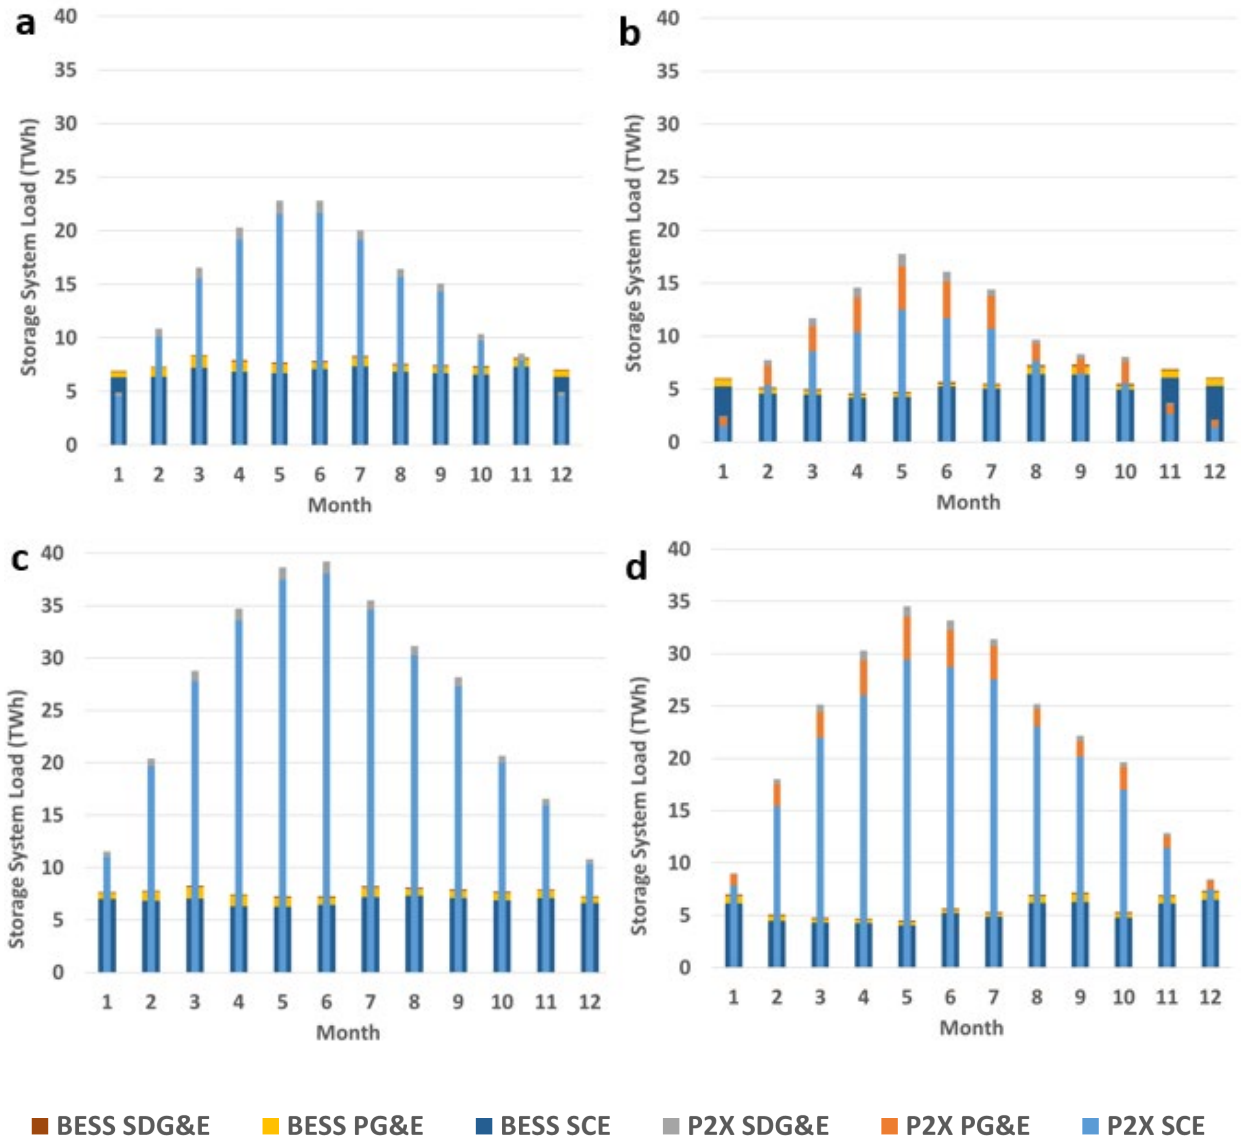 a
40
35
30
25
20
15
10
5
0
Storage System Load (TWh)
1 2 3 4 5 6 7 8 9 10 11 12
Month
b
40
35
30
25
20
15
10
5
0
Storage System Load (TWh)
1 2 3 4 5 6 7 8 9 10 11 12
Month
c
40
35
30
25
20
15
10
5
0
Storage System Load (TWh)
1 2 3 4 5 6 7 8 9 10 11 12
Month
d
40
35
30
25
20
15
10
5
0
Storage System Load (TWh)
1 2 3 4 5 6 7 8 9 10 11 12
Month
BESS SDG&E BESS PG&E BESS SCE P2X SDG&E P2X PG&E P2X SCE